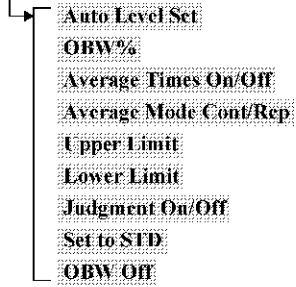 Auto Level Set
OBW%
Average Times On/Off
Average Mode Cont/Rep
Upper Limit
Lower Limit
Judgment On/Off
Set to STD
OBW Off